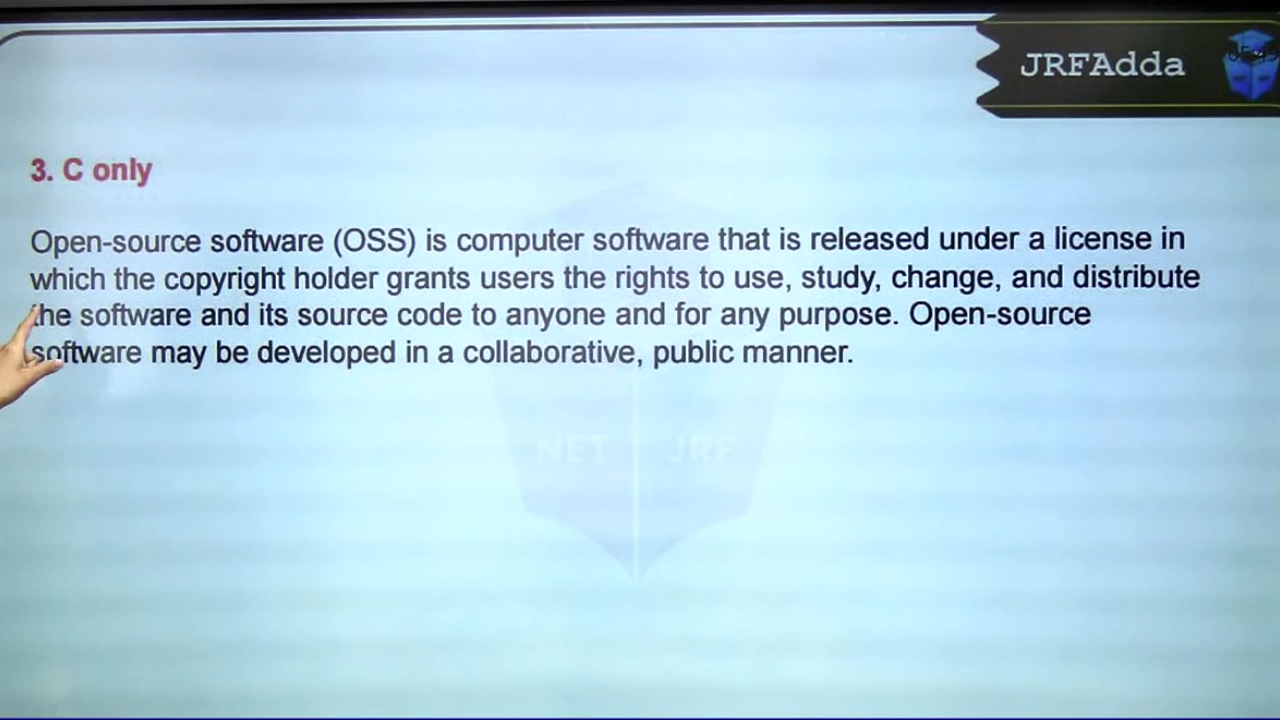 JRFAdda
3. C only
Open-source software (OSS) is computer software that is released under a license in
which the copyright holder grants users the rights to use, study, change, and distribute
the software and its source code to anyone and for any purpose. Open-source
software may be developed in a collaborative, public manner.
NET JRF